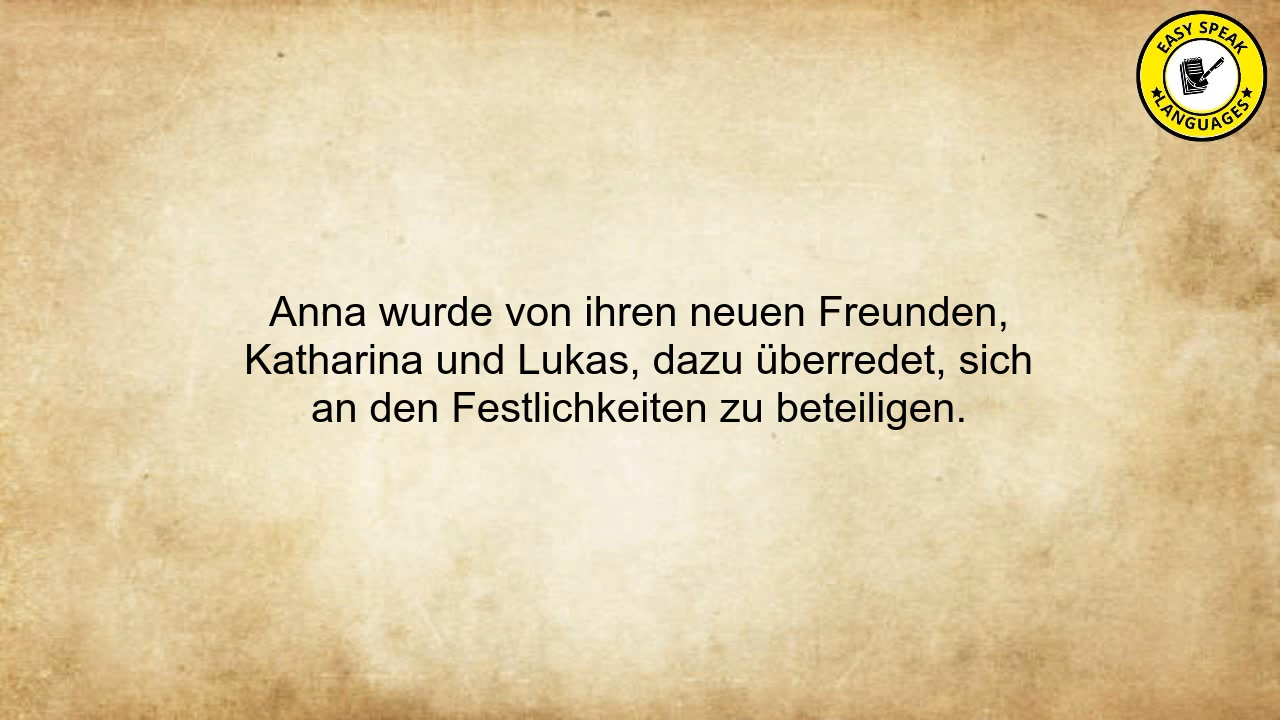 EASY SPEAK
LANGUAGES
Anna wurde von ihren neuen Freunden,
Katharina und Lukas, dazu überredet, sich
an den Festlichkeiten zu beteiligen.